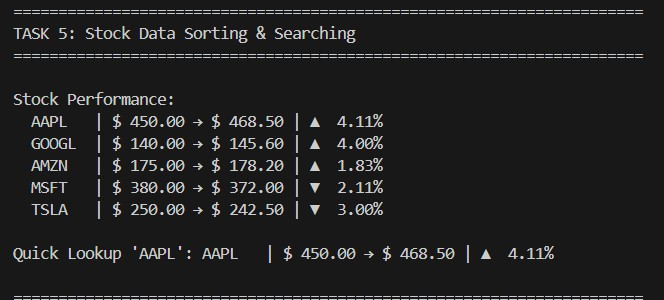 ======================================================================
TASK 5: Stock Data Sorting & Searching
======================================================================
Stock Performance:
  AAPL   | $ 450.00 → $ 468.50 | ▲  4.11%
  GOOGL  | $ 140.00 → $ 145.60 | ▲  4.00%
  AMZN   | $ 175.00 → $ 178.20 | ▲  1.83%
  MSFT   | $ 380.00 → $ 372.00 | ▼  2.11%
  TSLA   | $ 250.00 → $ 242.50 | ▼  3.00%
Quick Lookup 'AAPL': AAPL   | $ 450.00 → $ 468.50 | ▲  4.11%
======================================================================